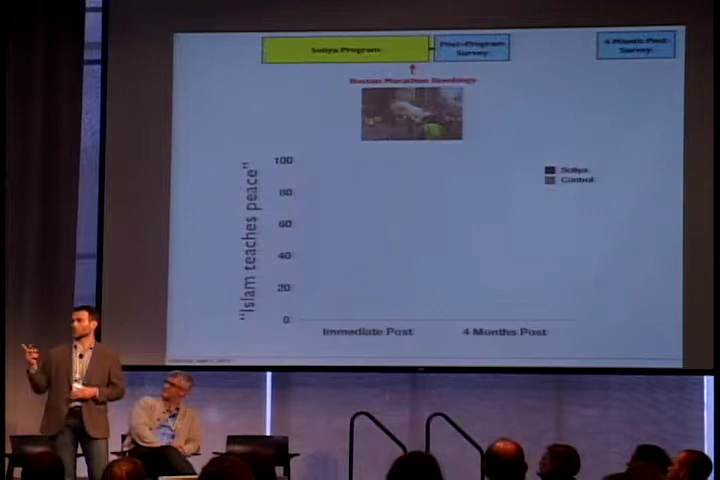 Soliya Program
Post-Program
Survey
4 Month Post
Survey
Boston Marathon Bombings
"Islam teaches peace"
100
80
60
40
20
0
Soliya
Control
Immediate Post
4 Months Post